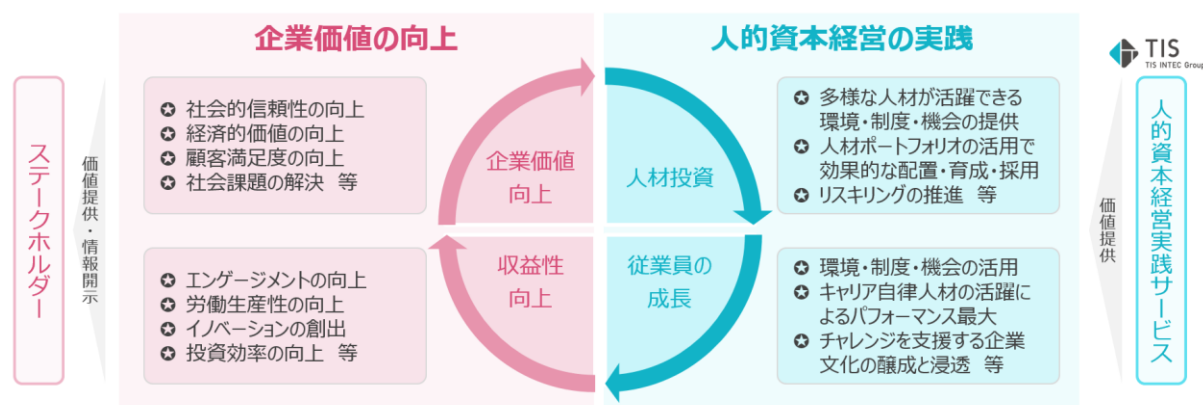 企業価値の向上
人的資本経営の実践
TIS
TIS INTEC Group
ステークホルダー
価値提供・情報開示
✪ 社会的信頼性の向上
✪ 経済的価値の向上
✪ 顧客満足度の向上
✪ 社会課題の解決 等
企業価値
向上
人材投資
✪ 多様な人材が活躍できる
環境・制度・機会の提供
✪ 人材ポートフォリオの活用で
効果的な配置・育成・採用
✪ リスキリングの推進 等
✪ エンゲージメントの向上
✪ 労働生産性の向上
✪ イノベーションの創出
✪ 投資効率の向上 等
収益性
向上
従業員の
成長
✪ 環境・制度・機会の活用
✪ キャリア自律人材の活躍に
よるパフォーマンス最大
✪ チャレンジを支援する企業
文化の醸成と浸透 等
価値提供
人的資本経営実践サービス